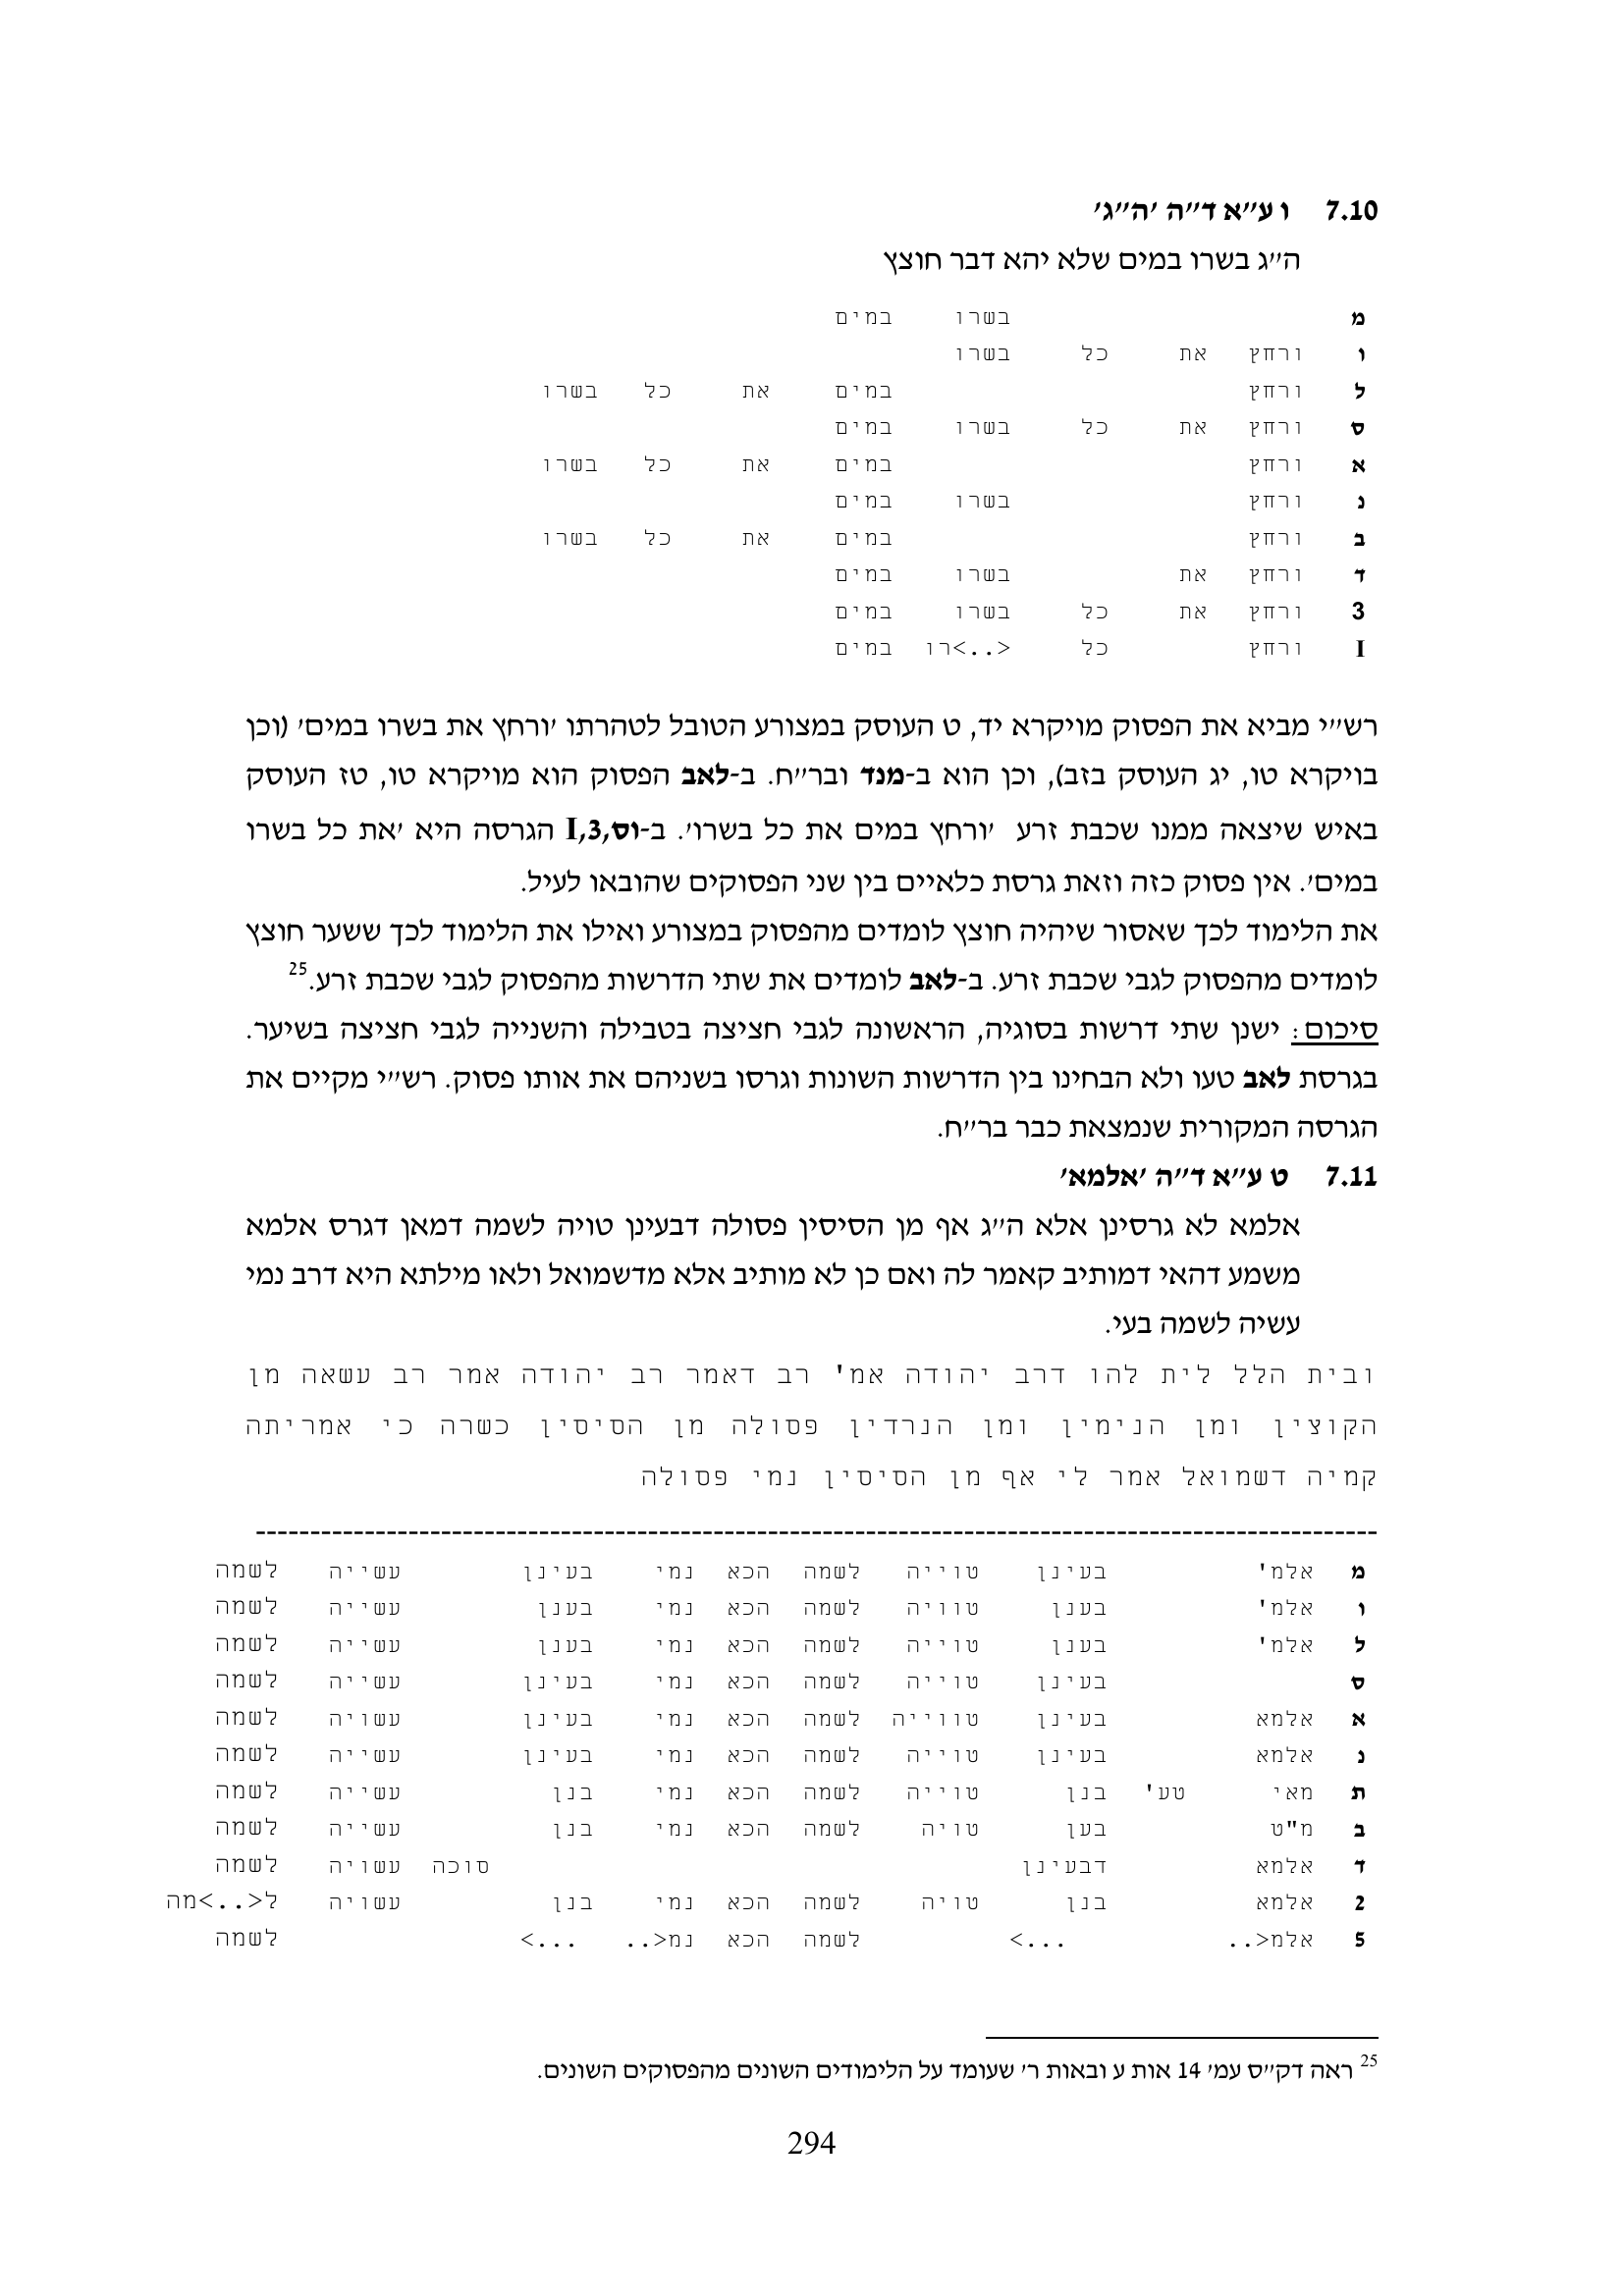 7.10 ו ע״א ד״ה ׳ה״ג׳
ה״ג בשרו במים שלא יהא דבר חוצץ
מ בשרו במים
ו ורחץ את כל בשרו
ל ורחץ במים את כל בשרו
ס ורחץ את כל בשרו במים
א ורחץ במים את כל בשרו
נ ורחץ בשרו במים
ב ורחץ במים את כל בשרו
ד ורחץ את בשרו במים
3 ורחץ את כל בשרו במים
I ורחץ כל <..>רו במים
רש״י מביא את הפסוק מויקרא יד, ט העוסק במצורע הטובל לטהרתו ׳ורחץ את בשרו במים׳ (וכן
בויקרא טו, יג העוסק בזב), וכן הוא ב-מנד ובר״ח. ב-לאב הפסוק הוא מויקרא טו, טז העוסק
באיש שיצאה ממנו שכבת זרע ׳ורחץ במים את כל בשרו׳. ב-וס,3,I הגרסה היא ׳את כל בשרו
במים׳. אין פסוק כזה וזאת גרסת כלאיים בין שני הפסוקים שהובאו לעיל.
את הלימוד לכך שאסור שיהיה חוצץ לומדים מהפסוק במצורע ואילו את הלימוד לכך ששער חוצץ
לומדים מהפסוק לגבי שכבת זרע. ב-לאב לומדים את שתי הדרשות מהפסוק לגבי שכבת זרע.25
סיכום: ישנן שתי דרשות בסוגיה, הראשונה לגבי חציצה בטבילה והשנייה לגבי חציצה בשיער.
בגרסת לאב טעו ולא הבחינו בין הדרשות השונות וגרסו בשניהם את אותו פסוק. רש״י מקיים את
הגרסה המקורית שנמצאת כבר בר״ח.
7.11 ט ע״א ד״ה ׳אלמא׳
אלמא לא גרסינן אלא ה״ג אף מן הסיסין פסולה דבעינן טויה לשמה דמאן דגרס אלמא
משמע דהאי דמותיב קאמר לה ואם כן לא מותיב אלא מדשמואל ולאו מילתא היא דרב נמי
עשיה לשמה בעי.
ובית הלל לית להו דרב יהודה אמ' רב דאמר רב יהודה אמר רב עשאה מן
הקוצין ומן הנימין ומן הנרדין פסולה מן הסיסין כשרה כי אמריתה
קמיה דשמואל אמר לי אף מן הסיסין נמי פסולה
--------------------------------------------------------------------------------
מ אלמ' בעינן טוייה לשמה הכא נמי בעינן עשייה לשמה
ו אלמ' בענן טוויה לשמה הכא נמי בענן עשייה לשמה
ל אלמ' בענן טוייה לשמה הכא נמי בענן עשייה לשמה
ס בעינן טוייה לשמה הכא נמי בעינן עשייה לשמה
א אלמא בעינן טווייה לשמה הכא נמי בעינן עשויה לשמה
נ אלמא בעינן טוייה לשמה הכא נמי בעינן עשייה לשמה
ת מאי טע' בנן טוייה לשמה הכא נמי בנן עשייה לשמה
ב מ"ט בען טויה לשמה הכא נמי בנן עשייה לשמה
ד אלמא דבעינן סוכה עשויה לשמה
2 אלמא בנן טויה לשמה הכא נמי בנן עשויה ל<..>מה
5 אלמ<.. ...> לשמה הכא נמ<.. ...> לשמה
25 ראה דק״ס עמ׳ 14 אות ע ובאות ר׳ שעומד על הלימודים השונים מהפסוקים השונים.
294